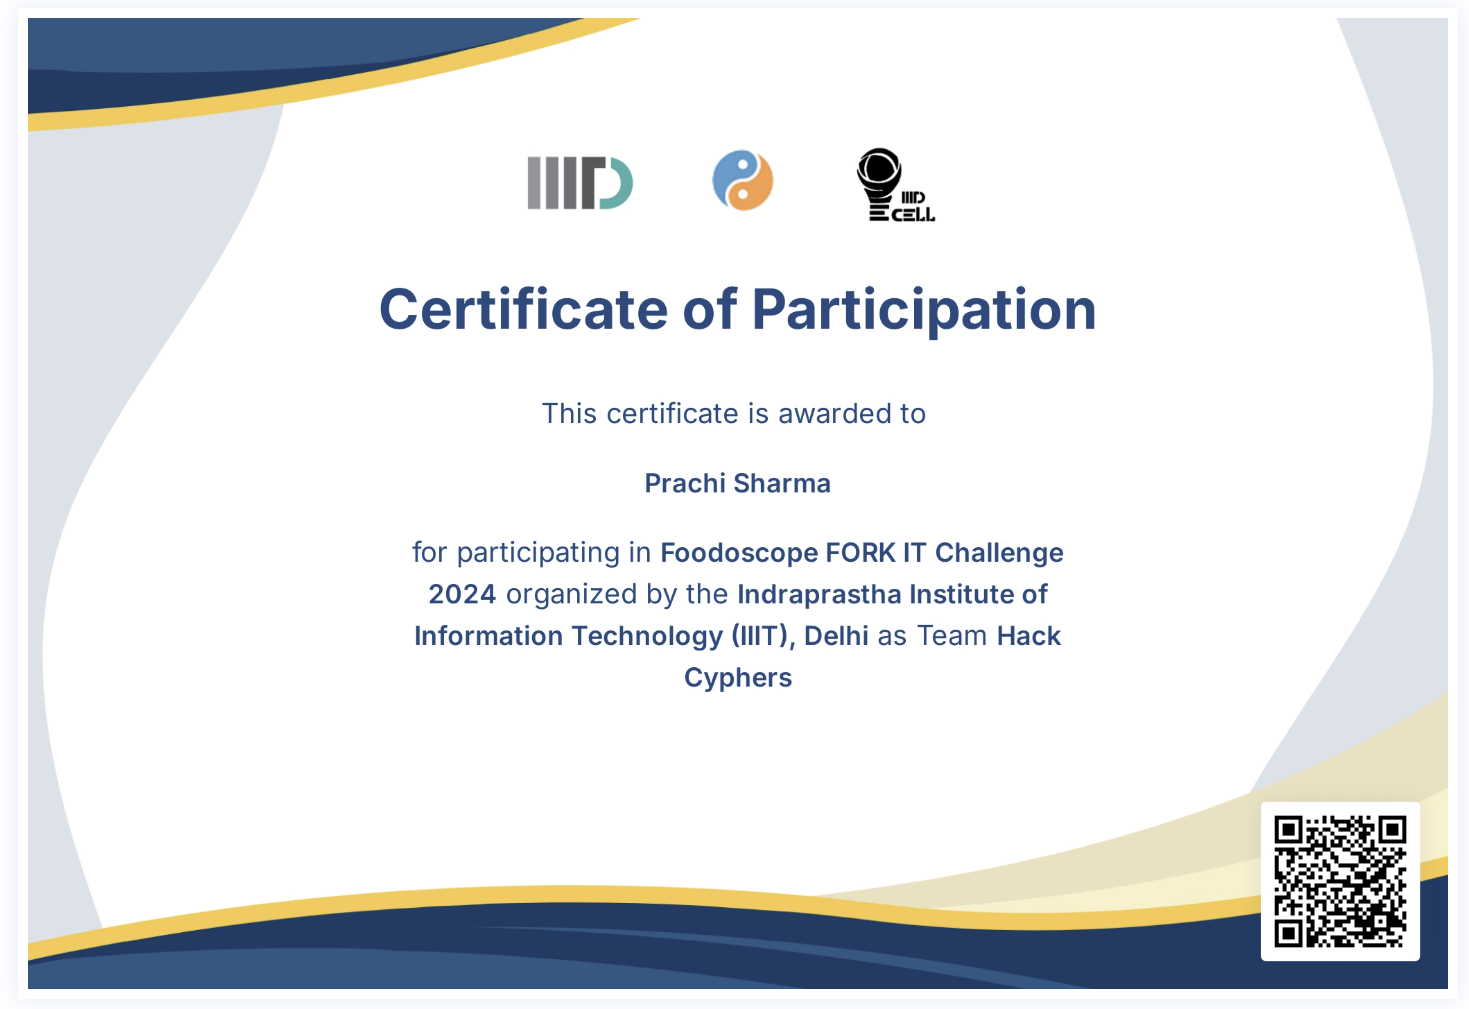 IIITD
IIITD
E CELL
Certificate of Participation
This certificate is awarded to
Prachi Sharma
for participating in Foodoscope FORK IT Challenge
2024 organized by the Indraprastha Institute of
Information Technology (IIIT), Delhi as Team Hack
Cyphers